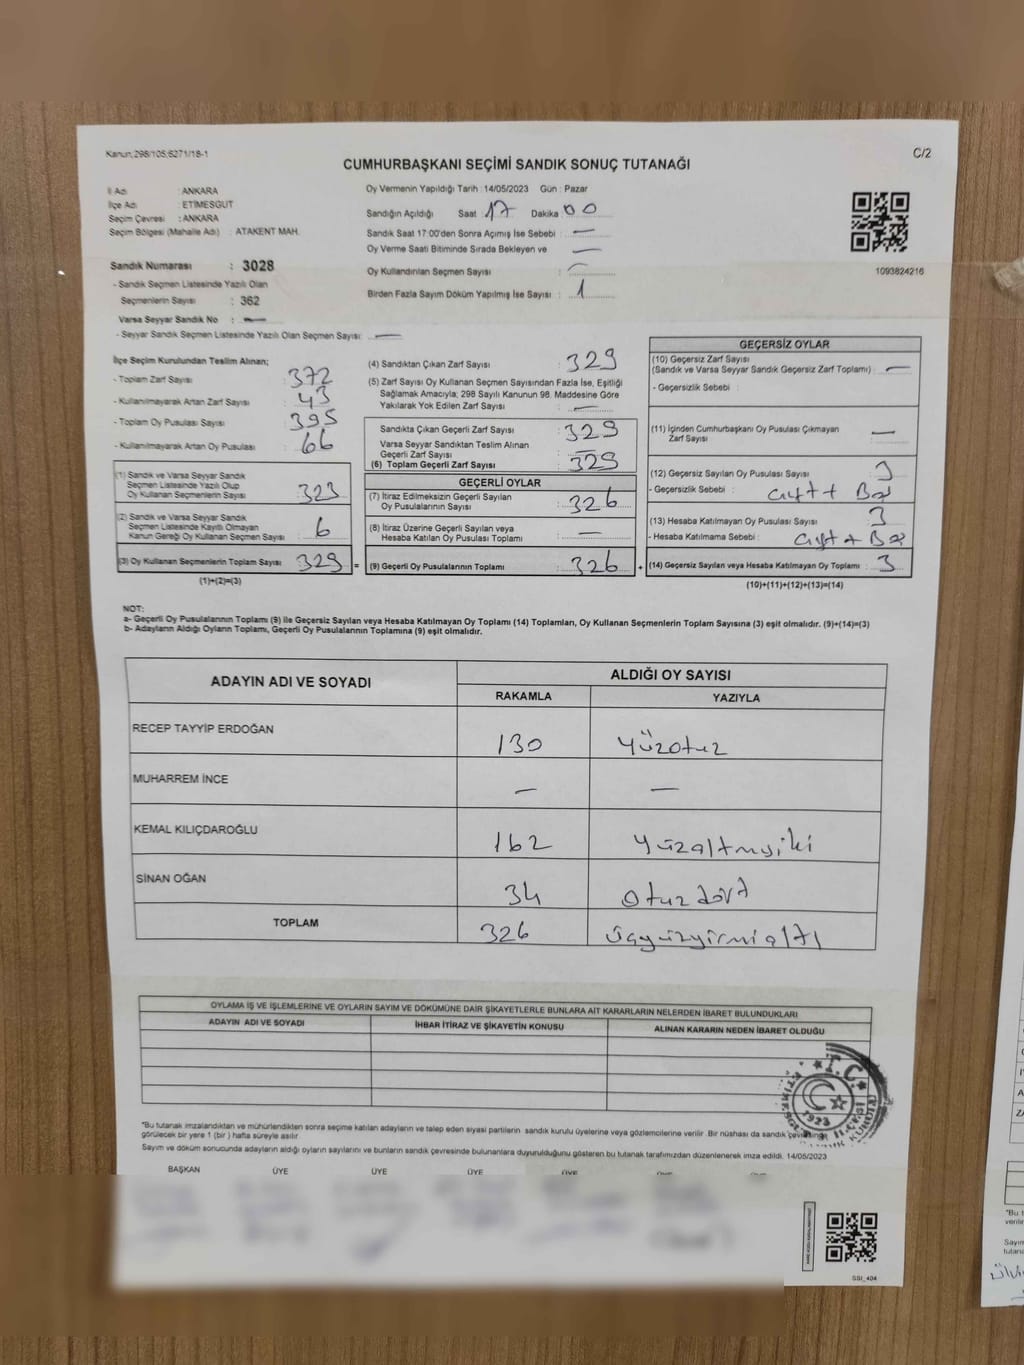 Kanun;298/105,6271/18-1
C/2
CUMHURBAŞKANI SEÇİMİ SANDIK SONUÇ TUTANAĞI
İl Adı : ANKARA
İlçe Adı : ETİMESGUT
Seçim Çevresi : ANKARA
Seçim Bölgesi (Mahalle Adı) : ATAKENT MAH.
Oy Vermenin Yapıldığı Tarih : 14/05/2023 Gün : Pazar
Sandığın Açıldığı Saat : 17 Dakika : 00
Sandık Saat 17:00'den Sonra Açımış İse Sebebi : —
Oy Verme Saati Bitiminde Sırada Bekleyen ve —
Oy Kullandırılan Seçmen Sayısı : —
Birden Fazla Sayım Döküm Yapılmış İse Sayısı : 1
1093824216
Sandık Numarası : 3028
- Sandık Seçmen Listesinde Yazılı Olan
Seçmenlerin Sayısı : 362
Varsa Seyyar Sandık No : —
- Seyyar Sandık Seçmen Listesinde Yazılı Olan Seçmen Sayısı: —
İlçe Seçim Kurulundan Teslim Alınan;
- Toplam Zarf Sayısı : 372
- Kullanılmayarak Artan Zarf Sayısı : 43
- Toplam Oy Pusulası Sayısı : 395
- Kullanılmayarak Artan Oy Pusulası : 66
(1) Sandık ve Varsa Seyyar Sandık
Seçmen Listesinde Yazılı Olup
Oy Kullanan Seçmenlerin Sayısı : 323
(2) Sandık ve Varsa Seyyar Sandık
Seçmen Listesinde Kayıtlı Olmayan
Kanun Gereği Oy Kullanan Seçmen Sayısı : 6
(3) Oy Kullanan Seçmenlerin Toplam Sayısı : 329
(1)+(2)=(3)
(4) Sandıktan Çıkan Zarf Sayısı : 329
(5) Zarf Sayısı Oy Kullanan Seçmen Sayısından Fazla İse, Eşitliği
Sağlamak Amacıyla; 298 Sayılı Kanunun 98. Maddesine Göre
Yakılarak Yok Edilen Zarf Sayısı : —
Sandıkta Çıkan Geçerli Zarf Sayısı : 329
Varsa Seyyar Sandıktan Teslim Alınan
Geçerli Zarf Sayısı : —
(6) Toplam Geçerli Zarf Sayısı : 329
GEÇERLİ OYLAR
(7) İtiraz Edilmeksizin Geçerli Sayılan
Oy Pusulalarının Sayısı : 326
(8) İtiraz Üzerine Geçerli Sayılan veya
Hesaba Katılan Oy Pusulası Toplamı : —
(9) Geçerli Oy Pusulalarının Toplamı : 326
GEÇERSİZ OYLAR
(10) Geçersiz Zarf Sayısı
(Sandık ve Varsa Seyyar Sandık Geçersiz Zarf Toplamı) : —
- Geçersizlik Sebebi :
(11) İçinden Cumhurbaşkanı Oy Pusulası Çıkmayan
Zarf Sayısı : —
(12) Geçersiz Sayılan Oy Pusulası Sayısı : 3
- Geçersizlik Sebebi :
(13) Hesaba Katılmayan Oy Pusulası Sayısı : 3
- Hesaba Katılmama Sebebi :
(14) Geçersiz Sayılan veya Hesaba Katılmayan Oy Toplamı : 3
(10)+(11)+(12)+(13)=(14)
NOT:
a- Geçerli Oy Pusulalarının Toplamı (9) ile Geçersiz Sayılan veya Hesaba Katılmayan Oy Toplamı (14) Toplamları, Oy Kullanan Seçmenlerin Toplam Sayısına (3) eşit olmalıdır. (9)+(14)=(3)
b- Adayların Aldığı Oyların Toplamı, Geçerli Oy Pusulalarının Toplamına (9) eşit olmalıdır.
ADAYIN ADI VE SOYADI ALDIĞI OY SAYISI
RAKAMLA YAZIYLA
RECEP TAYYİP ERDOĞAN 130 yüzotuz
MUHARREM İNCE — —
KEMAL KILIÇDAROĞLU 162 yüzaltmışiki
SİNAN OĞAN 34 otuzdört
TOPLAM 326 üçyüzyirmialtı
OYLAMA İŞ VE İŞLEMLERİNE VE OYLARIN SAYIM VE DÖKÜMÜNE DAİR ŞİKAYETLERLE BUNLARA AİT KARARLARIN NELERDEN İBARET BULUNDUKLARI
ADAYIN ADI VE SOYADI İHBAR İTİRAZ VE ŞİKAYETİN KONUSU ALINAN KARARIN NEDEN İBARET OLDUĞU
T.C.
1923
"Bu tutanak imzalandıktan ve mühürlendikten sonra seçime katılan adayların ve talep eden siyasi partilerin sandık kurulu üyelerine veya gözlemcilerine verilir. Bir nüshası da sandık çevresinde
görülecek bir yere 1 (bir ) hafta süreyle asılır.
Sayım ve döküm sonucunda adayların aldığı oyların sayılarını ve bunların sandık çevresinde bulunanlara duyurulduğunu gösteren bu tutanak tarafımızdan düzenlenerek imza edildi. 14/05/2023
BAŞKAN ÜYE ÜYE ÜYE ÜYE
SSI_404